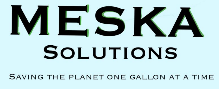 MESKA
SOLUTIONS
SAVING THE PLANET ONE GALLON AT A TIME